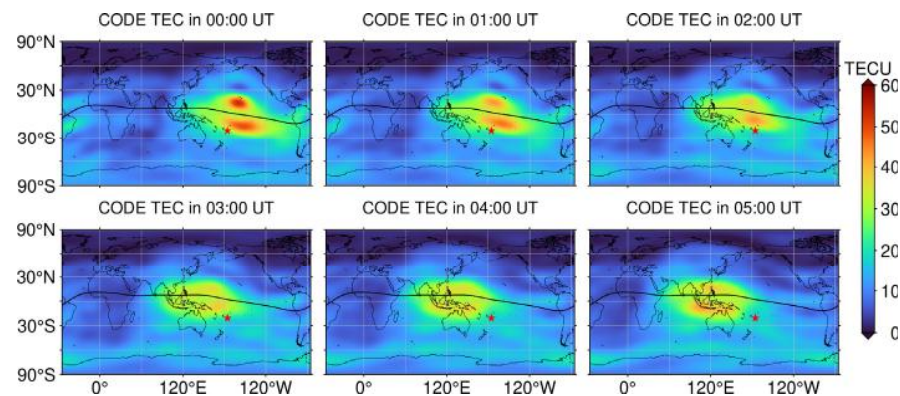 CODE TEC in 00:00 UT CODE TEC in 01:00 UT CODE TEC in 02:00 UT
90°N
30°N
30°S
90°S
TECU
60
50
40
30
20
10
0
CODE TEC in 03:00 UT CODE TEC in 04:00 UT CODE TEC in 05:00 UT
90°N
30°N
30°S
90°S
0° 120°E 120°W 0° 120°E 120°W 0° 120°E 120°W